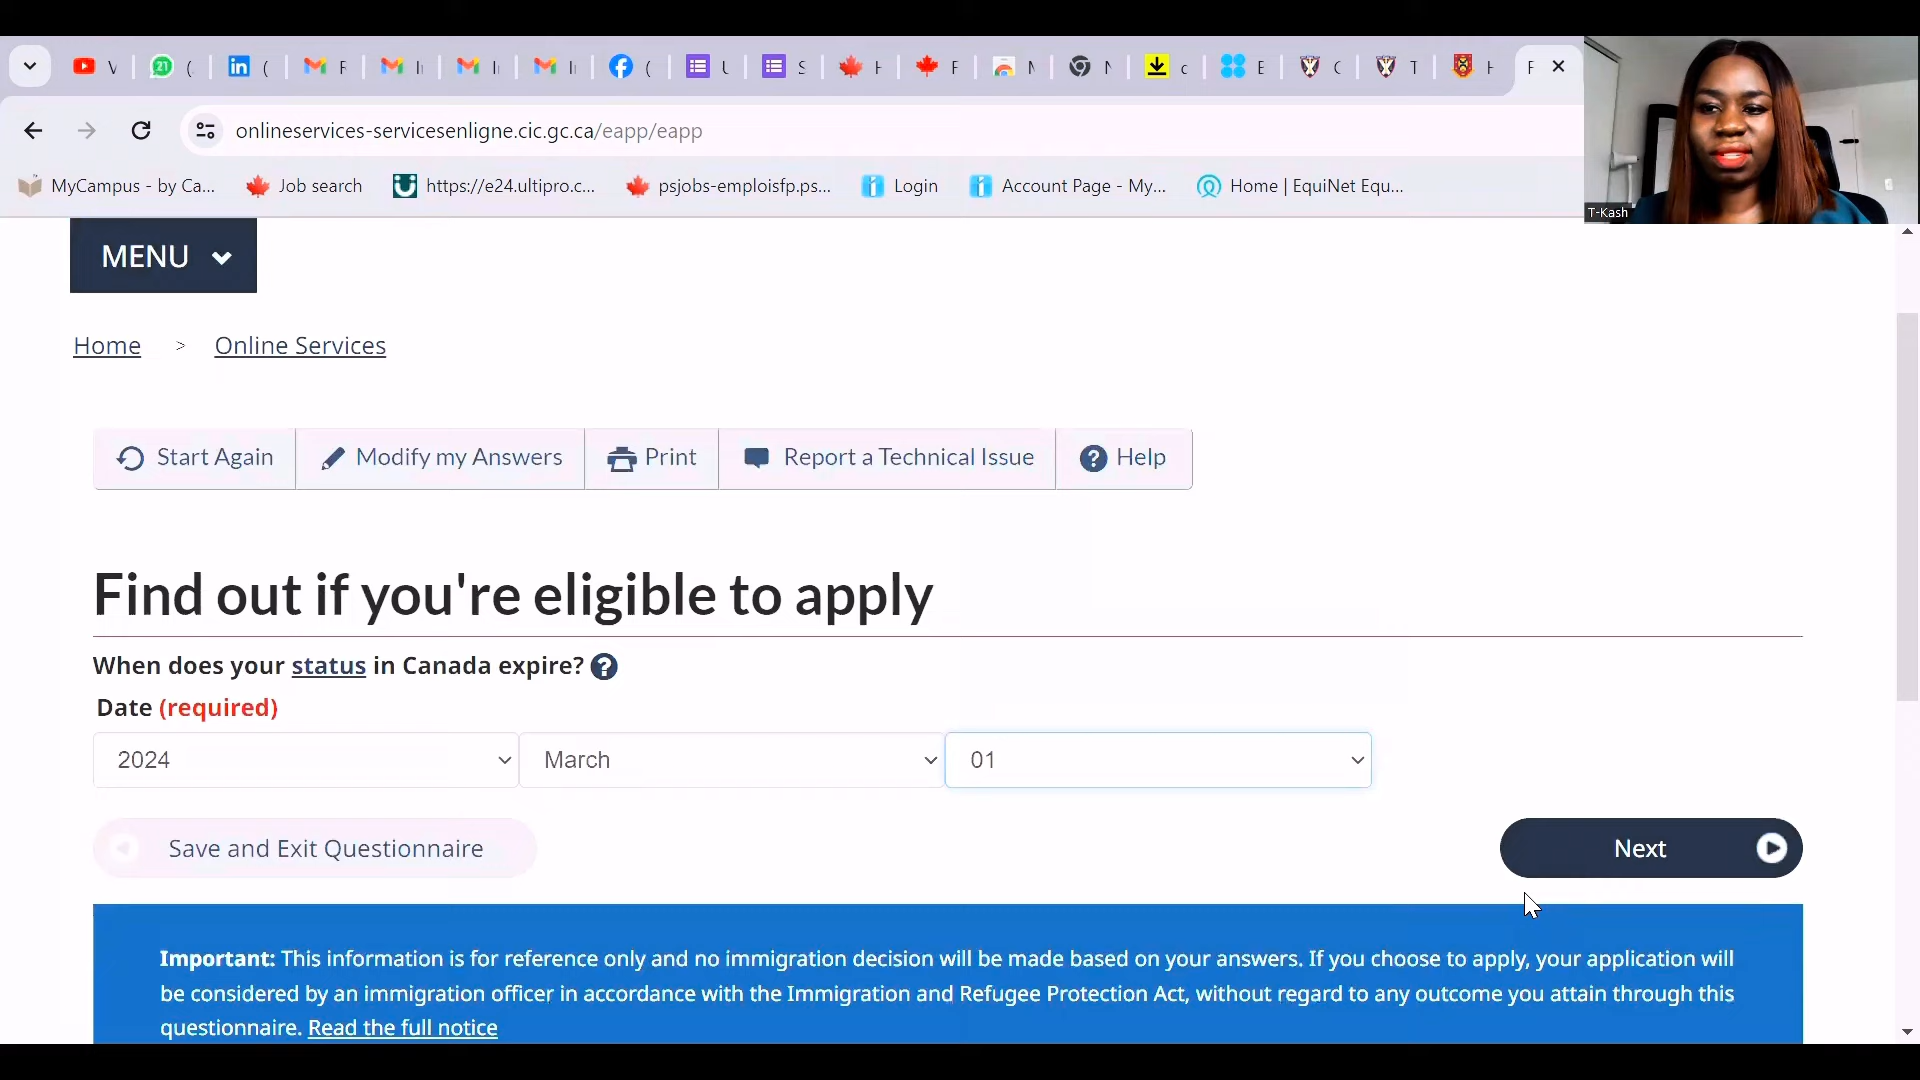 onlineservices-servicesenligne.cic.gc.ca/eapp/eapp
MyCampus - by Ca...
Job search
https://e24.ultipro.c...
psjobs-emploisfp.ps...
Login
Account Page - My...
Home | EquiNet Equ...
T-Kash
MENU
Home > Online Services
Start Again
Modify my Answers
Print
Report a Technical Issue
Help
Find out if you're eligible to apply
When does your status in Canada expire?
Date (required)
2024
March
01
Save and Exit Questionnaire
Next
Important: This information is for reference only and no immigration decision will be made based on your answers. If you choose to apply, your application will
be considered by an immigration officer in accordance with the Immigration and Refugee Protection Act, without regard to any outcome you attain through this
questionnaire. Read the full notice